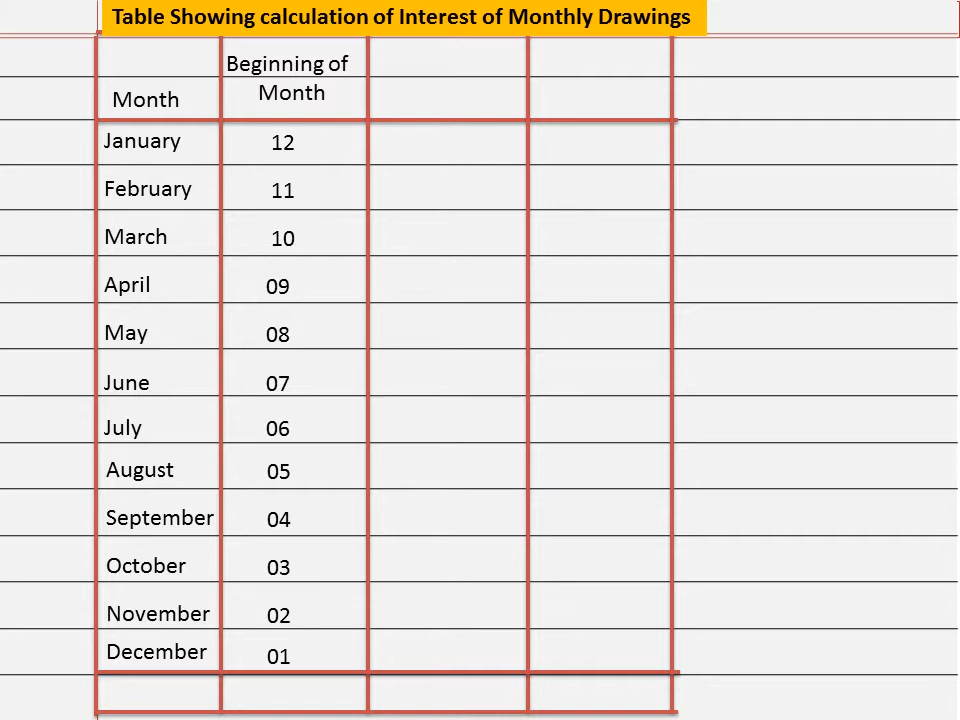 Table Showing calculation of Interest of Monthly Drawings
Month
Beginning of
Month
January 12
February 11
March 10
April 09
May 08
June 07
July 06
August 05
September 04
October 03
November 02
December 01